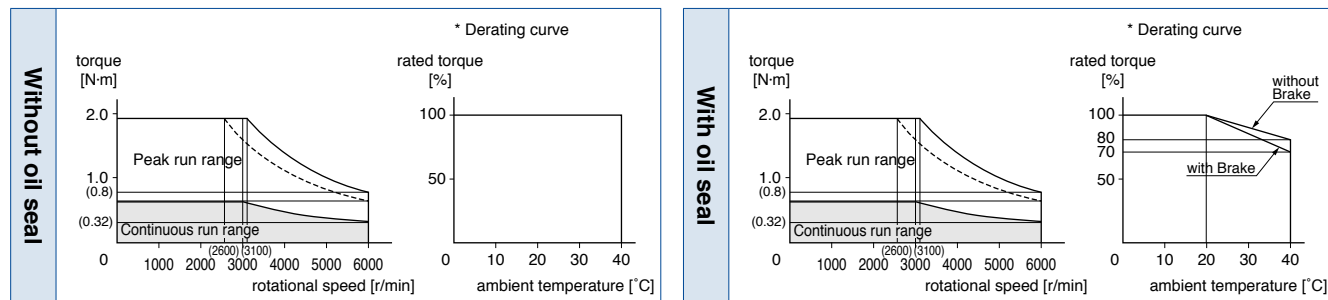 Without oil seal
* Derating curve
torque
[N·m]
rated torque
[%]
2.0
1.0
(0.8)
(0.32)
0
Peak run range
Continuous run range
(2600)
(3100)
1000
2000
3000
4000
5000
6000
rotational speed [r/min]
100
50
0
10
20
30
40
ambient temperature [˚C]
With oil seal
* Derating curve
torque
[N·m]
rated torque
[%]
2.0
1.0
(0.8)
(0.32)
0
Peak run range
Continuous run range
(2600)
(3100)
1000
2000
3000
4000
5000
6000
rotational speed [r/min]
without
Brake
100
80
70
50
with Brake
0
10
20
30
40
ambient temperature [˚C]